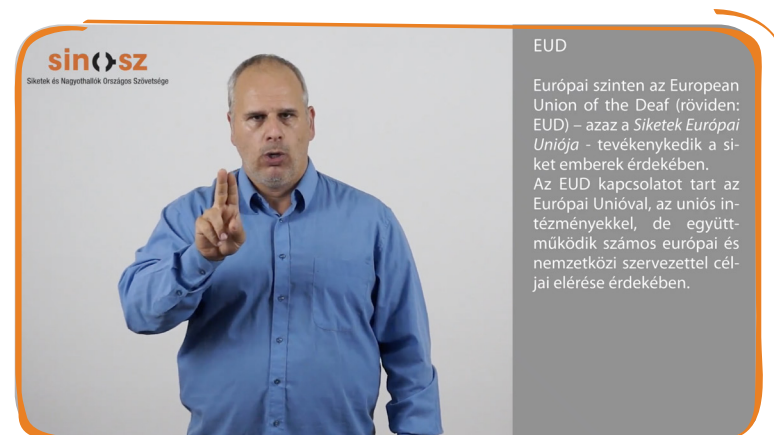 sinosz
Siketek és Nagyothallók Országos Szövetsége
EUD
Európai szinten az European
Union of the Deaf (röviden:
EUD) – azaz a Siketek Európai
Uniója - tevékenykedik a si-
ket emberek érdekében.
Az EUD kapcsolatot tart az
Európai Unióval, az uniós in-
tézményekkel, de együtt-
működik számos európai és
nemzetközi szervezettel cél-
jai elérése érdekében.